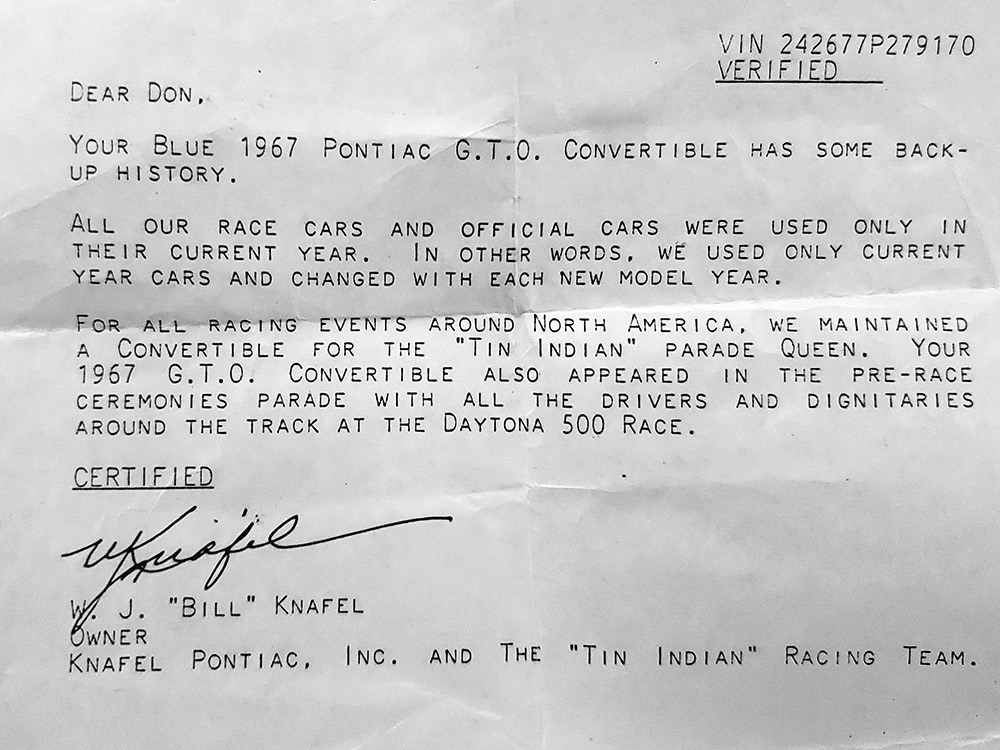 VIN 242677P279170
VERIFIED
DEAR DON,
YOUR BLUE 1967 PONTIAC G.T.O. CONVERTIBLE HAS SOME BACK-
UP HISTORY.
ALL OUR RACE CARS AND OFFICIAL CARS WERE USED ONLY IN
THEIR CURRENT YEAR. IN OTHER WORDS, WE USED ONLY CURRENT
YEAR CARS AND CHANGED WITH EACH NEW MODEL YEAR.
FOR ALL RACING EVENTS AROUND NORTH AMERICA, WE MAINTAINED
A CONVERTIBLE FOR THE "TIN INDIAN" PARADE QUEEN. YOUR
1967 G.T.O. CONVERTIBLE ALSO APPEARED IN THE PRE-RACE
CEREMONIES PARADE WITH ALL THE DRIVERS AND DIGNITARIES
AROUND THE TRACK AT THE DAYTONA 500 RACE.
CERTIFIED
WJKnafel
W. J. "BILL" KNAFEL
OWNER
KNAFEL PONTIAC, INC. AND THE "TIN INDIAN" RACING TEAM.